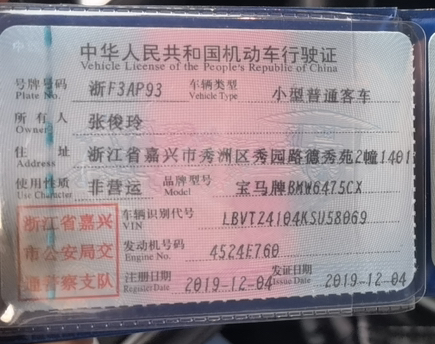 中华人民共和国机动车行驶证
Vehicle License of the People's Republic of China
号牌号码 浙F3AP93 车辆类型 小型普通客车
Plate No. Vehicle Type
所有人 张俊玲
Owner
住址 浙江省嘉兴市秀洲区秀园路德秀苑2幢1401
Address
使用性质 非营运 品牌型号 宝马牌BMW6475CX
Use Character Model
浙江省嘉兴 车辆识别代号 LBVTZ4104KSU58069
VIN
市公安局交 发动机号码 4524E760
Engine No.
通警察支队 注册日期 2019-12-04 发证日期 2019-12-04
Register Date Issue Date